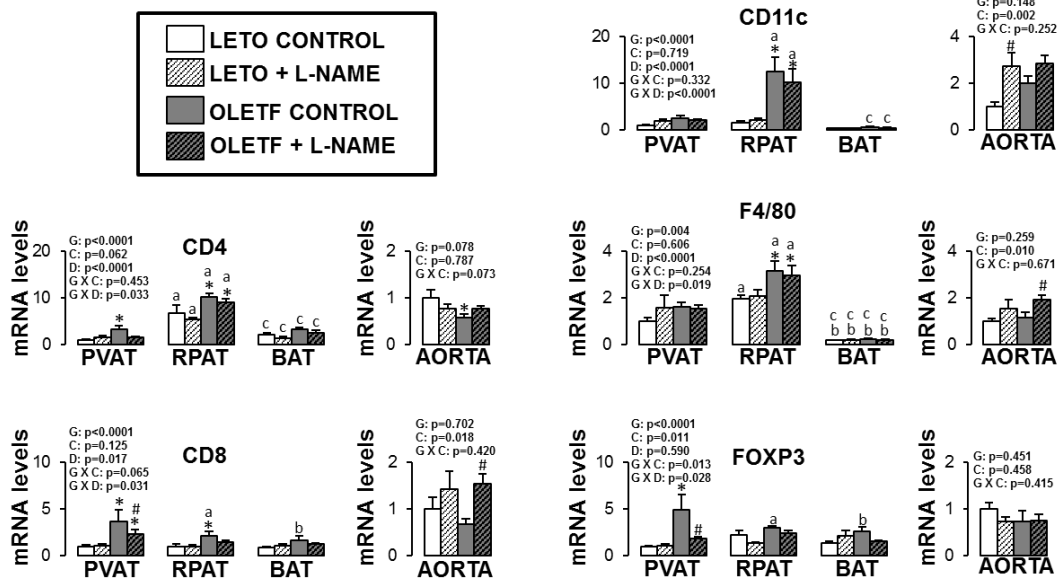 LETO CONTROL
LETO + L-NAME
OLETF CONTROL
OLETF + L-NAME
CD11c
mRNA levels
20
10
0
G: p<0.0001
C: p=0.719
D: p<0.0001
G X C: p=0.332
G X D: p<0.0001
a
*
a
*
c c
PVAT RPAT BAT
mRNA levels
4
2
0
G: p=0.148
C: p=0.002
G X C: p=0.252
#
AORTA
CD4
mRNA levels
20
10
0
G: p<0.0001
C: p=0.062
D: p<0.0001
G X C: p=0.453
G X D: p=0.033
*
a
a
*
a
*
c c c c
PVAT RPAT BAT
mRNA levels
2
1
0
G: p=0.078
C: p=0.787
G X C: p=0.073
*
AORTA
F4/80
mRNA levels
4
2
0
G: p=0.004
C: p=0.606
D: p<0.0001
G X C: p=0.254
G X D: p=0.019
a
a
*
a
*
c c c c
b b b b
PVAT RPAT BAT
mRNA levels
4
2
0
G: p=0.259
C: p=0.010
G X C: p=0.671
#
AORTA
CD8
mRNA levels
10
5
0
G: p<0.0001
C: p=0.125
D: p=0.017
G X C: p=0.065
G X D: p=0.031
*
#
*
a
*
b
PVAT RPAT BAT
mRNA levels
2
1
0
G: p=0.702
C: p=0.018
G X C: p=0.420
#
AORTA
FOXP3
mRNA levels
10
5
0
G: p<0.0001
C: p=0.011
D: p=0.590
G X C: p=0.013
G X D: p=0.028
*
#
a
b
PVAT RPAT BAT
mRNA levels
2
1
0
G: p=0.451
C: p=0.458
G X C: p=0.415
AORTA